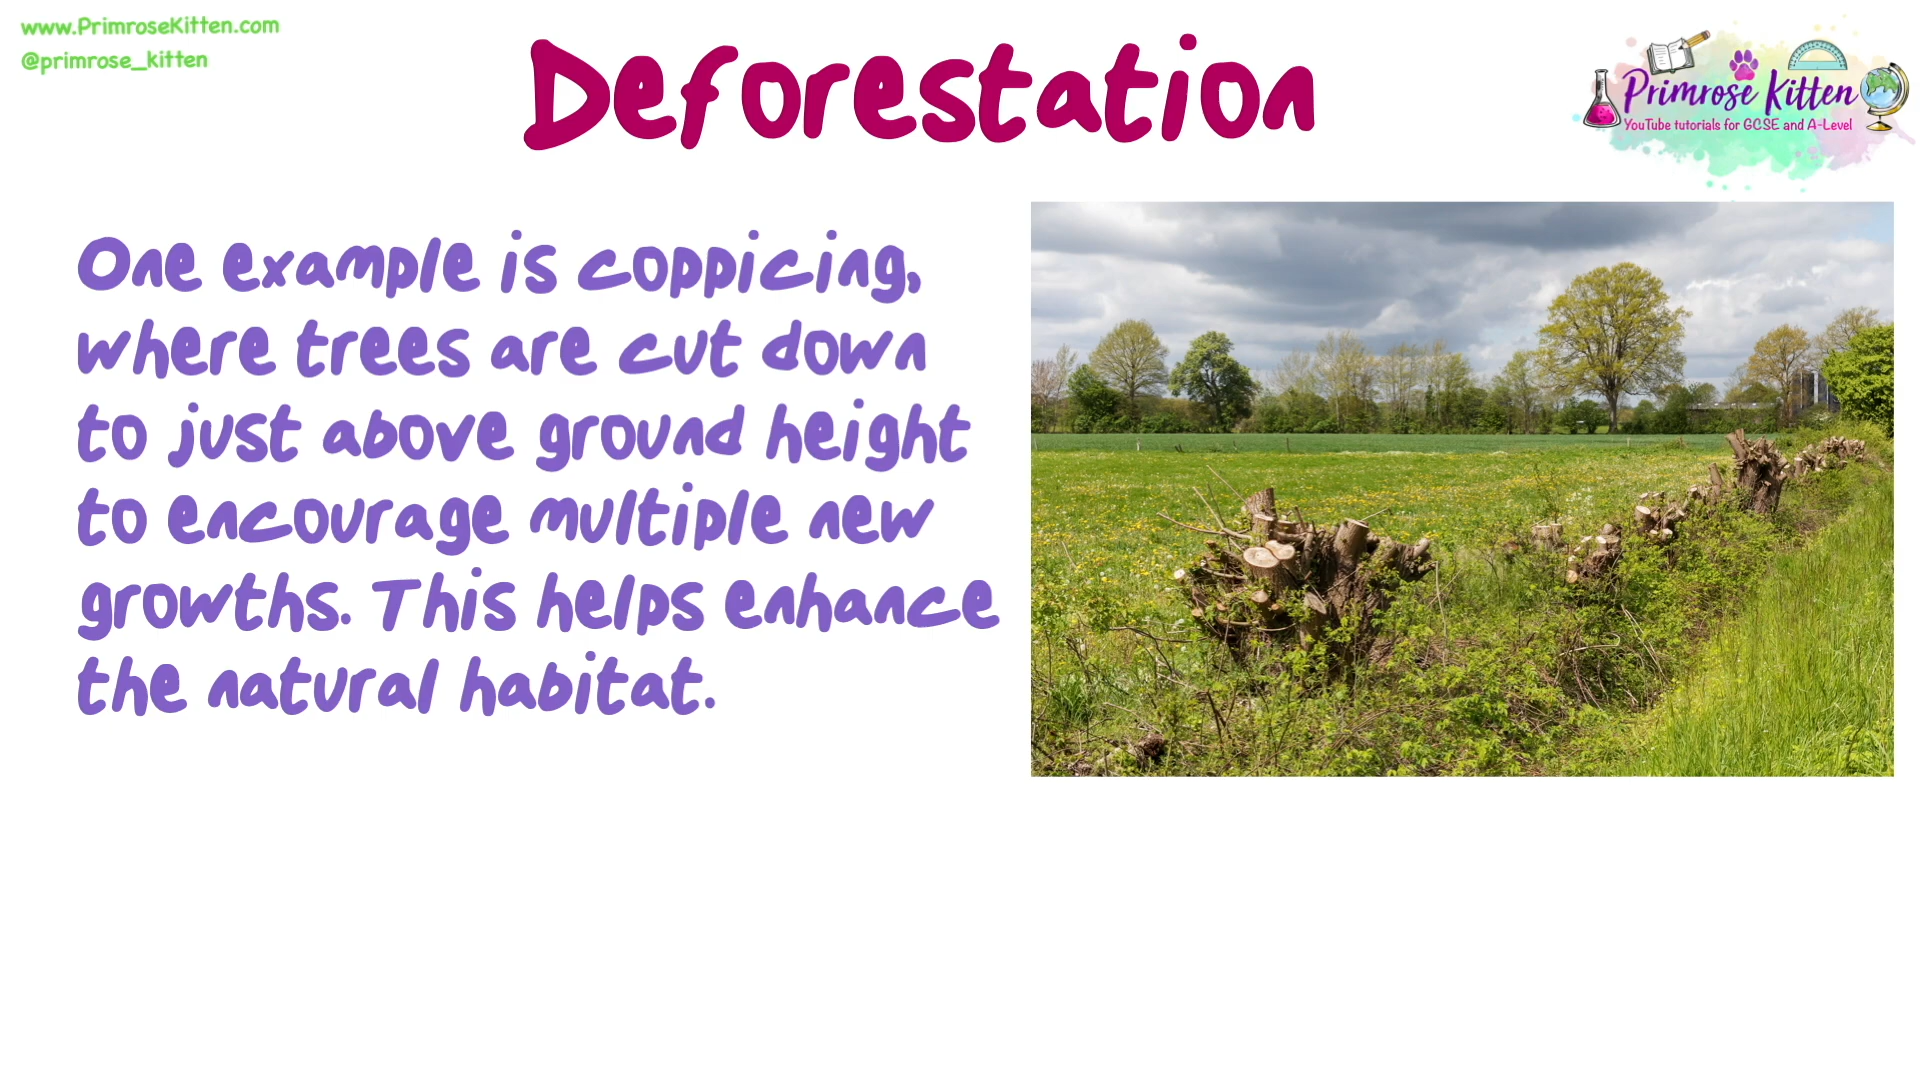 www.PrimroseKitten.com
@primrose_kitten
Deforestation
Primrose Kitten
YouTube tutorials for GCSE and A-Level
One example is coppicing,
where trees are cut down
to just above ground height
to encourage multiple new
growths. This helps enhance
the natural habitat.